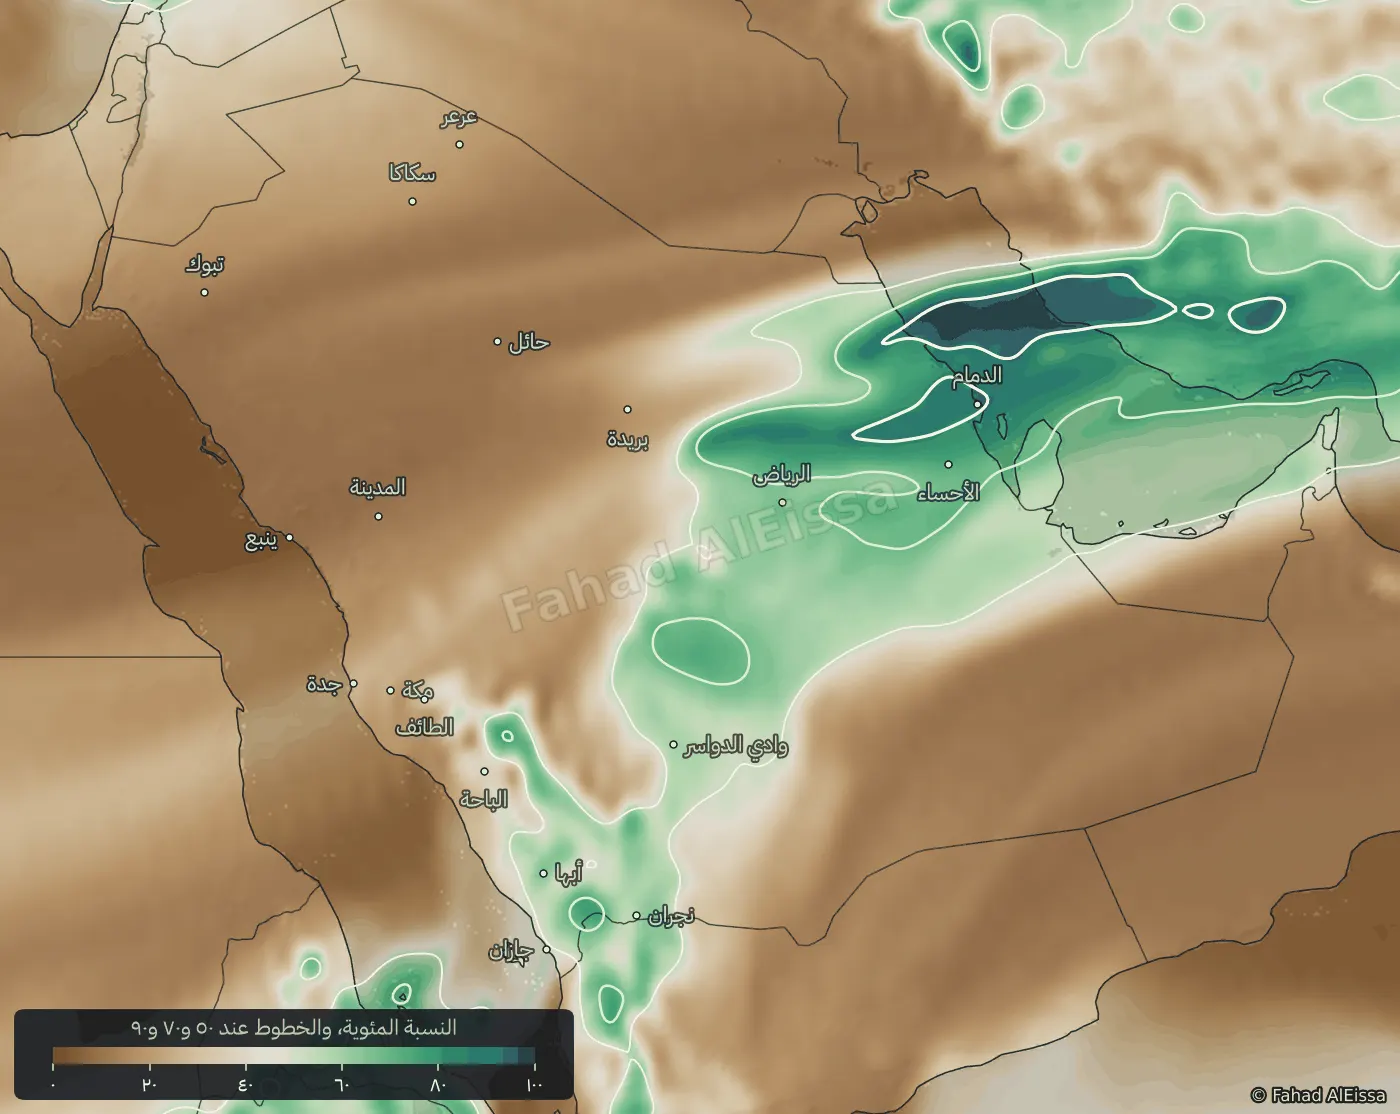 عرعر
سكاكا
تبوك
حائل
الدمام
بريدة
الرياض
المدينة
الأحساء
ينبع
Fahad AlEissa
جدة
مكة
الطائف
وادي الدواسر
الباحة
أبها
نجران
جازان
النسبة المئوية، والخطوط عند ٥٠ و٧٠ و٩٠
٠ ٢٠ ٤٠ ٦٠ ٨٠ ١٠٠
© Fahad AlEissa